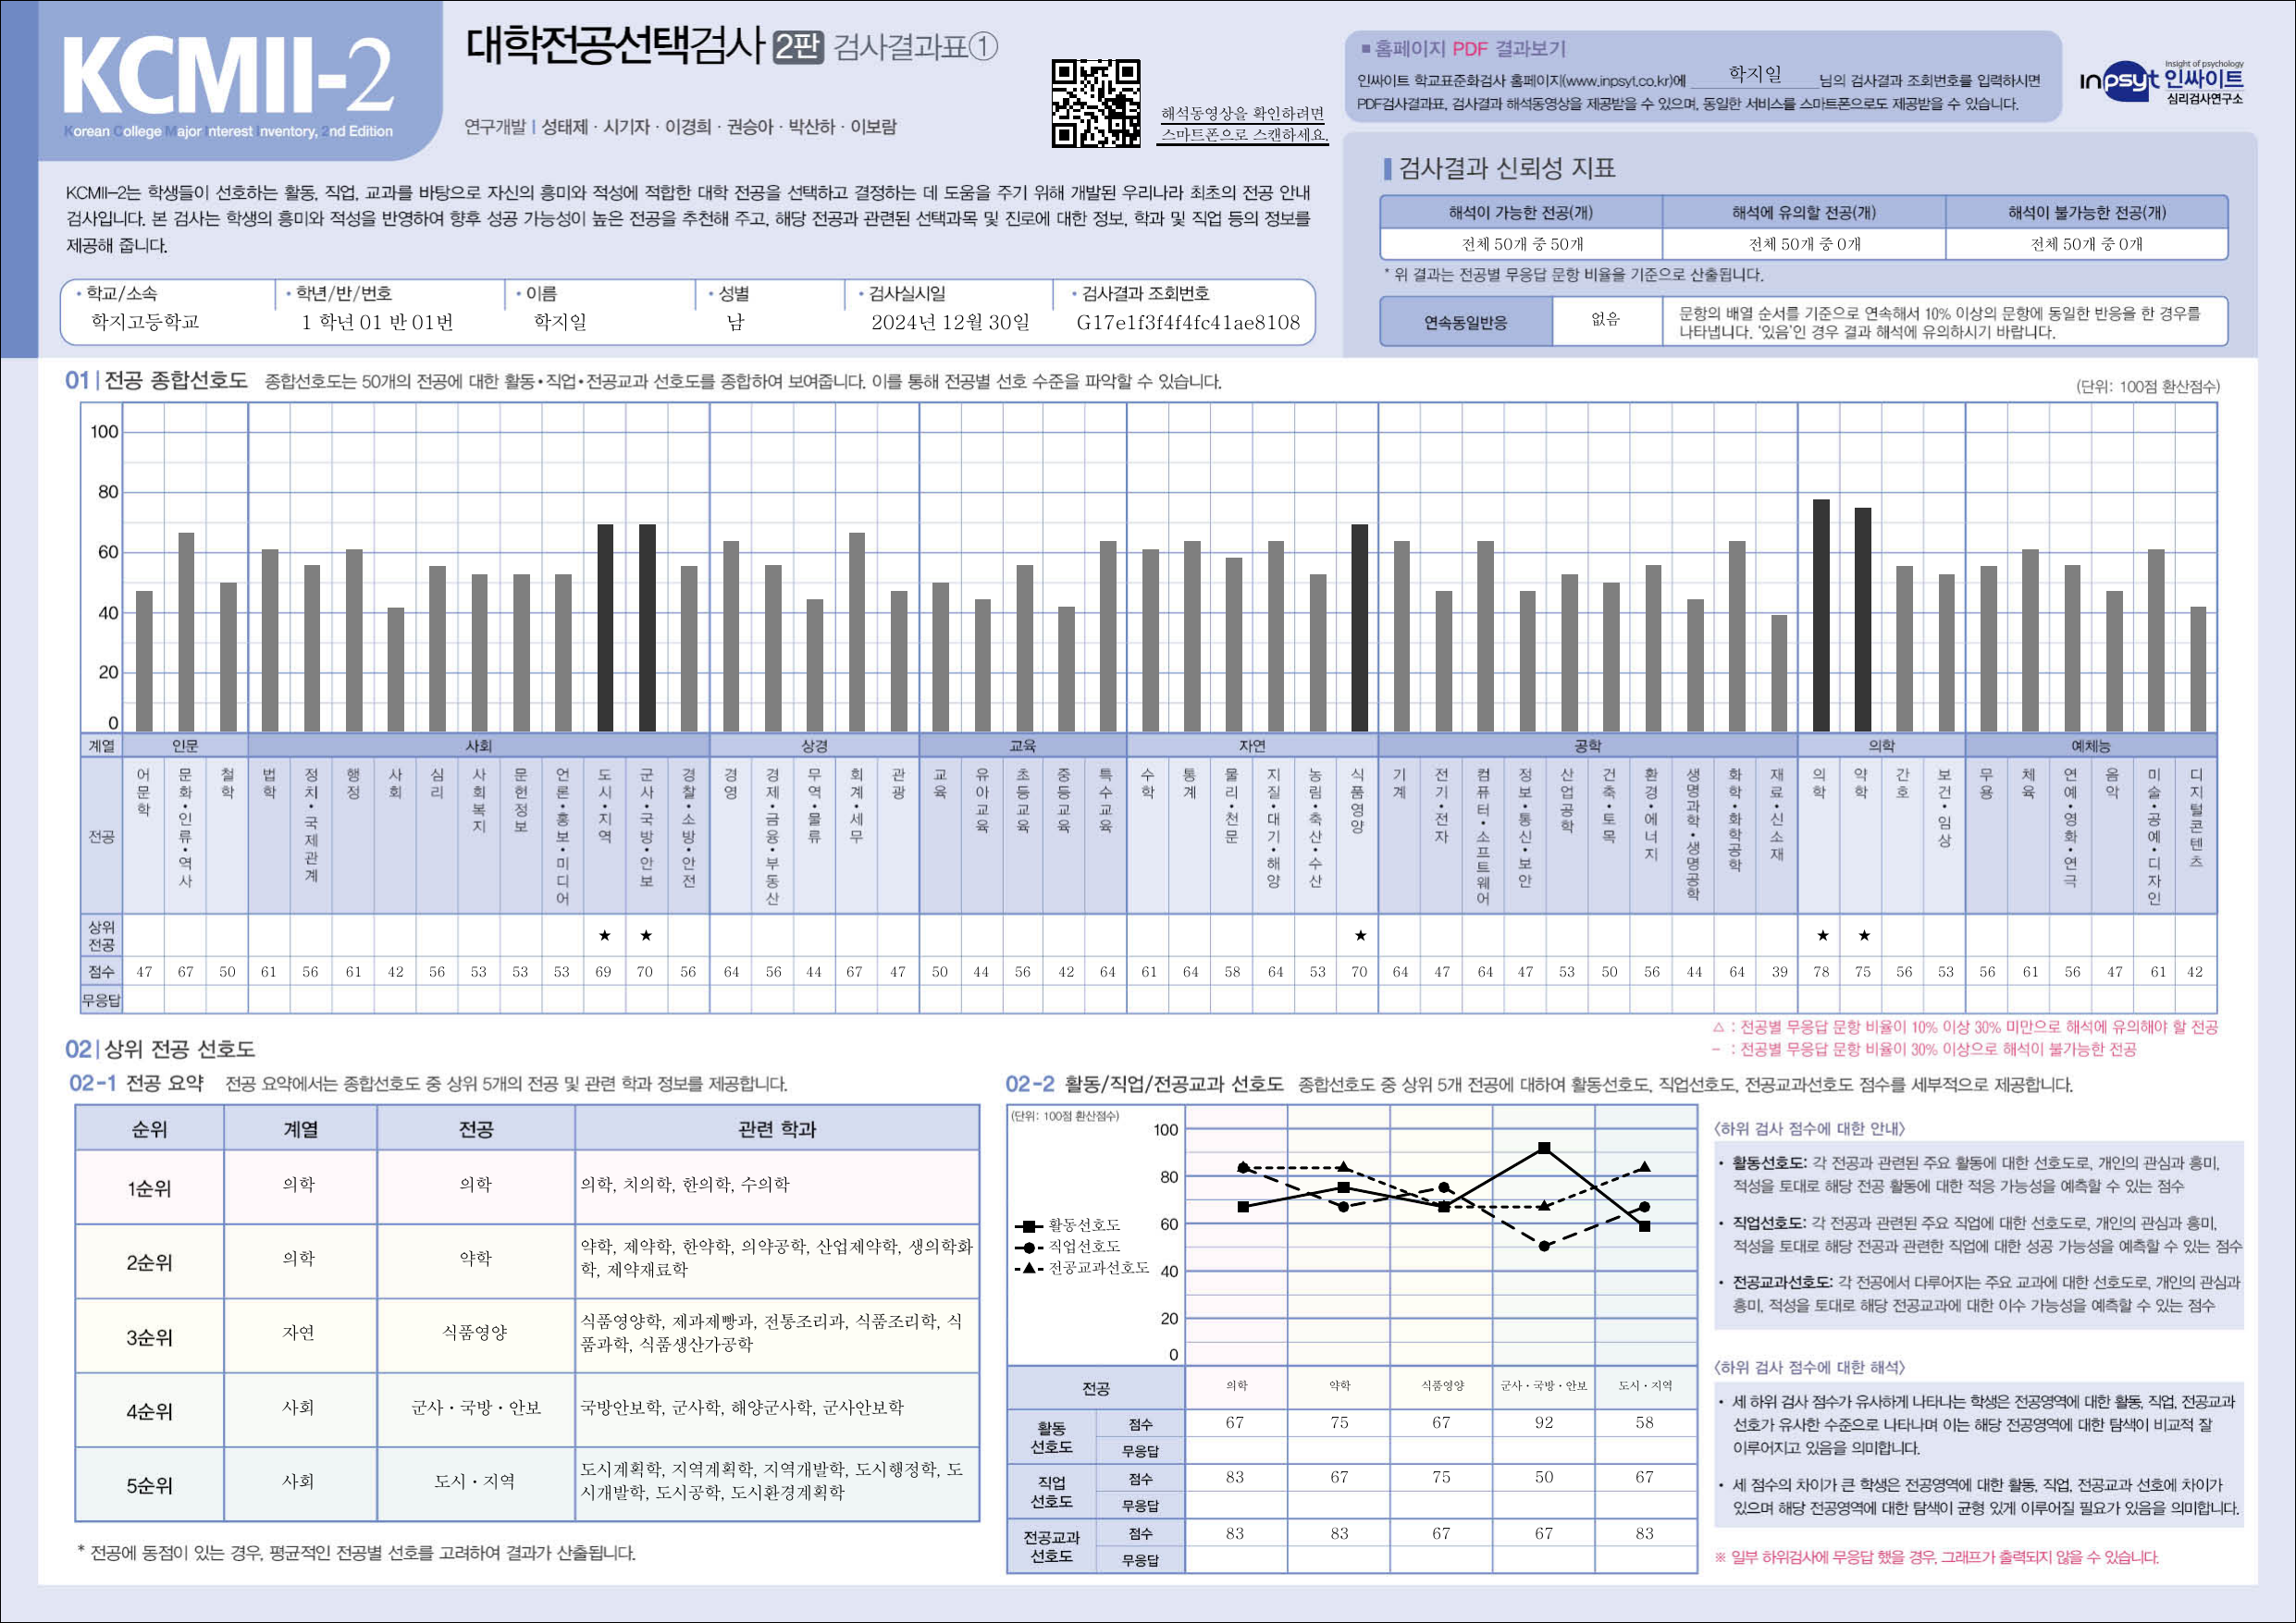 KCMII-2
Korean College Major Interest Inventory, 2nd Edition
대학전공선택검사 2판 검사결과표①
연구개발 | 성태제 · 시기자 · 이경희 · 권승아 · 박산하 · 이보람
해석동영상을 확인하려면
스마트폰으로 스캔하세요.
■ 홈페이지 PDF 결과보기
인싸이트 학교표준화검사 홈페이지(www.inpsyt.co.kr)에 학지일 님의 검사결과 조회번호를 입력하시면
PDF검사결과표, 검사결과 해석동영상을 제공받을 수 있으며, 동일한 서비스를 스마트폰으로도 제공받을 수 있습니다.
Insight of psychology
inpsyt 인싸이트
심리검사연구소
KCMII-2는 학생들이 선호하는 활동, 직업, 교과를 바탕으로 자신의 흥미와 적성에 적합한 대학 전공을 선택하고 결정하는 데 도움을 주기 위해 개발된 우리나라 최초의 전공 안내
검사입니다. 본 검사는 학생의 흥미와 적성을 반영하여 향후 성공 가능성이 높은 전공을 추천해 주고, 해당 전공과 관련된 선택과목 및 진로에 대한 정보, 학과 및 직업 등의 정보를
제공해 줍니다.
• 학교/소속 • 학년/반/번호 • 이름 • 성별 • 검사실시일 • 검사결과 조회번호
학지고등학교 1 학년 01 반 01번 학지일 남 2024년 12월 30일 G17e1f3f4f4fc41ae8108
검사결과 신뢰성 지표
해석이 가능한 전공(개) 해석에 유의할 전공(개) 해석이 불가능한 전공(개)
전체 50개 중 50개 전체 50개 중 0개 전체 50개 중 0개
* 위 결과는 전공별 무응답 문항 비율을 기준으로 산출됩니다.
연속동일반응 없음 문항의 배열 순서를 기준으로 연속해서 10% 이상의 문항에 동일한 반응을 한 경우를
나타냅니다. '있음'인 경우 결과 해석에 유의하시기 바랍니다.
01 | 전공 종합선호도 종합선호도는 50개의 전공에 대한 활동•직업•전공교과 선호도를 종합하여 보여줍니다. 이를 통해 전공별 선호 수준을 파악할 수 있습니다.
(단위: 100점 환산점수)
100
80
60
40
20
0
계열 인문 사회 상경 교육 자연 공학 의학 예체능
전공 어문학 문화•인류•역사 철학 법학 정치•국제관계 행정 사회 심리 사회복지 문헌정보 언론•홍보•미디어 도시•지역 군사•국방•안보 경찰•소방•안전 경영 경제•금융•부동산 무역•물류 회계•세무 관광 교육 유아교육 초등교육 중등교육 특수교육 수학 통계 물리•천문 지질•대기•해양 농림•축산•수산 식품영양 기계 전기•전자 컴퓨터•소프트웨어 정보•통신•보안 산업공학 건축•토목 환경•에너지 생명과학•생명공학 화학•화학공학 재료•신소재 의학 약학 간호 보건•임상 무용 체육 연예•영화•연극 음악 미술•공예•디자인 디지털콘텐츠
상위 전공 ★ ★ ★ ★ ★
점수 47 67 50 61 56 61 42 56 53 53 53 69 70 56 64 56 44 67 47 50 44 56 42 64 61 64 58 64 53 70 64 47 64 47 53 50 56 44 64 39 78 75 56 53 56 61 56 47 61 42
무응답
△ : 전공별 무응답 문항 비율이 10% 이상 30% 미만으로 해석에 유의해야 할 전공
− : 전공별 무응답 문항 비율이 30% 이상으로 해석이 불가능한 전공
02 | 상위 전공 선호도
02-1 전공 요약 전공 요약에서는 종합선호도 중 상위 5개의 전공 및 관련 학과 정보를 제공합니다.
순위 계열 전공 관련 학과
1순위 의학 의학 의학, 치의학, 한의학, 수의학
2순위 의학 약학 약학, 제약학, 한약학, 의약공학, 산업제약학, 생의학화
학, 제약재료학
3순위 자연 식품영양 식품영양학, 제과제빵과, 전통조리과, 식품조리학, 식
품과학, 식품생산가공학
4순위 사회 군사・국방・안보 국방안보학, 군사학, 해양군사학, 군사안보학
5순위 사회 도시・지역 도시계획학, 지역계획학, 지역개발학, 도시행정학, 도
시개발학, 도시공학, 도시환경계획학
* 전공에 동점이 있는 경우, 평균적인 전공별 선호를 고려하여 결과가 산출됩니다.
02-2 활동/직업/전공교과 선호도 종합선호도 중 상위 5개 전공에 대하여 활동선호도, 직업선호도, 전공교과선호도 점수를 세부적으로 제공합니다.
(단위: 100점 환산점수)
100
80
60
40
20
0
활동선호도
직업선호도
전공교과선호도
전공 의학 약학 식품영양 군사・국방・안보 도시・지역
활동 선호도 점수 67 75 67 92 58
무응답
직업 선호도 점수 83 67 75 50 67
무응답
전공교과 선호도 점수 83 83 67 67 83
무응답
〈하위 검사 점수에 대한 안내〉
• 활동선호도: 각 전공과 관련된 주요 활동에 대한 선호도로, 개인의 관심과 흥미,
적성을 토대로 해당 전공 활동에 대한 적응 가능성을 예측할 수 있는 점수
• 직업선호도: 각 전공과 관련된 주요 직업에 대한 선호도로, 개인의 관심과 흥미,
적성을 토대로 해당 전공과 관련한 직업에 대한 성공 가능성을 예측할 수 있는 점수
• 전공교과선호도: 각 전공에서 다루어지는 주요 교과에 대한 선호도로, 개인의 관심과
흥미, 적성을 토대로 해당 전공교과에 대한 이수 가능성을 예측할 수 있는 점수
〈하위 검사 점수에 대한 해석〉
• 세 하위 검사 점수가 유사하게 나타나는 학생은 전공영역에 대한 활동, 직업, 전공교과
선호가 유사한 수준으로 나타나며 이는 해당 전공영역에 대한 탐색이 비교적 잘
이루어지고 있음을 의미합니다.
• 세 점수의 차이가 큰 학생은 전공영역에 대한 활동, 직업, 전공교과 선호에 차이가
있으며 해당 전공영역에 대한 탐색이 균형 있게 이루어질 필요가 있음을 의미합니다.
※ 일부 하위검사에 무응답 했을 경우, 그래프가 출력되지 않을 수 있습니다.